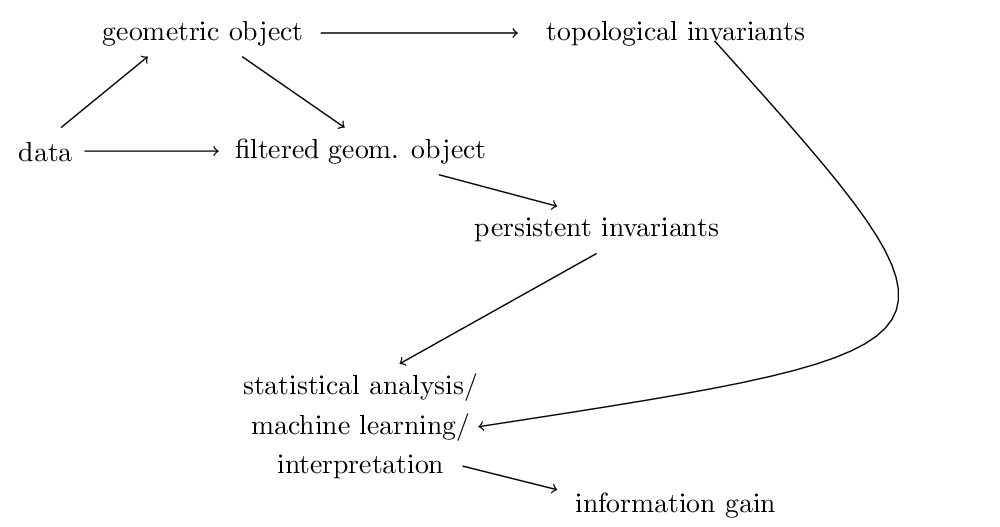 geometric object
topological invariants
data
filtered geom. object
persistent invariants
statistical analysis/
machine learning/
interpretation
information gain